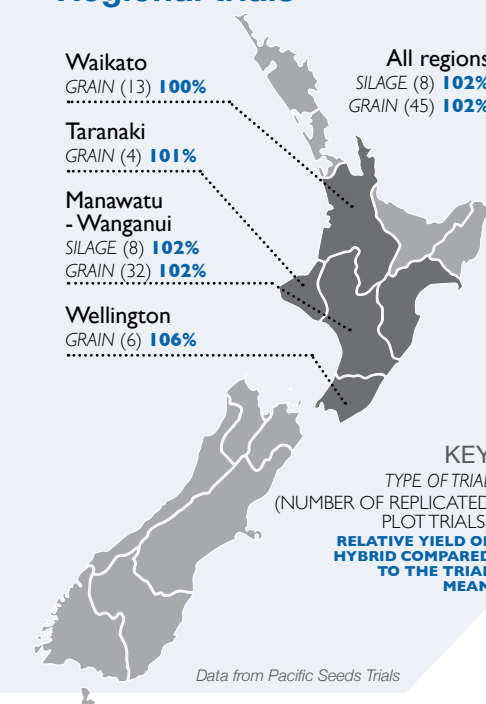 Regional trials
Waikato
GRAIN (13) 100%
Taranaki
GRAIN (4) 101%
Manawatu
- Wanganui
SILAGE (8) 102%
GRAIN (32) 102%
Wellington
GRAIN (6) 106%
All regions
SILAGE (8) 102%
GRAIN (45) 102%
KEY
TYPE OF TRIAL
(NUMBER OF REPLICATED
PLOT TRIALS)
RELATIVE YIELD OF
HYBRID COMPARED
TO THE TRIAL
MEAN
Data from Pacific Seeds Trials